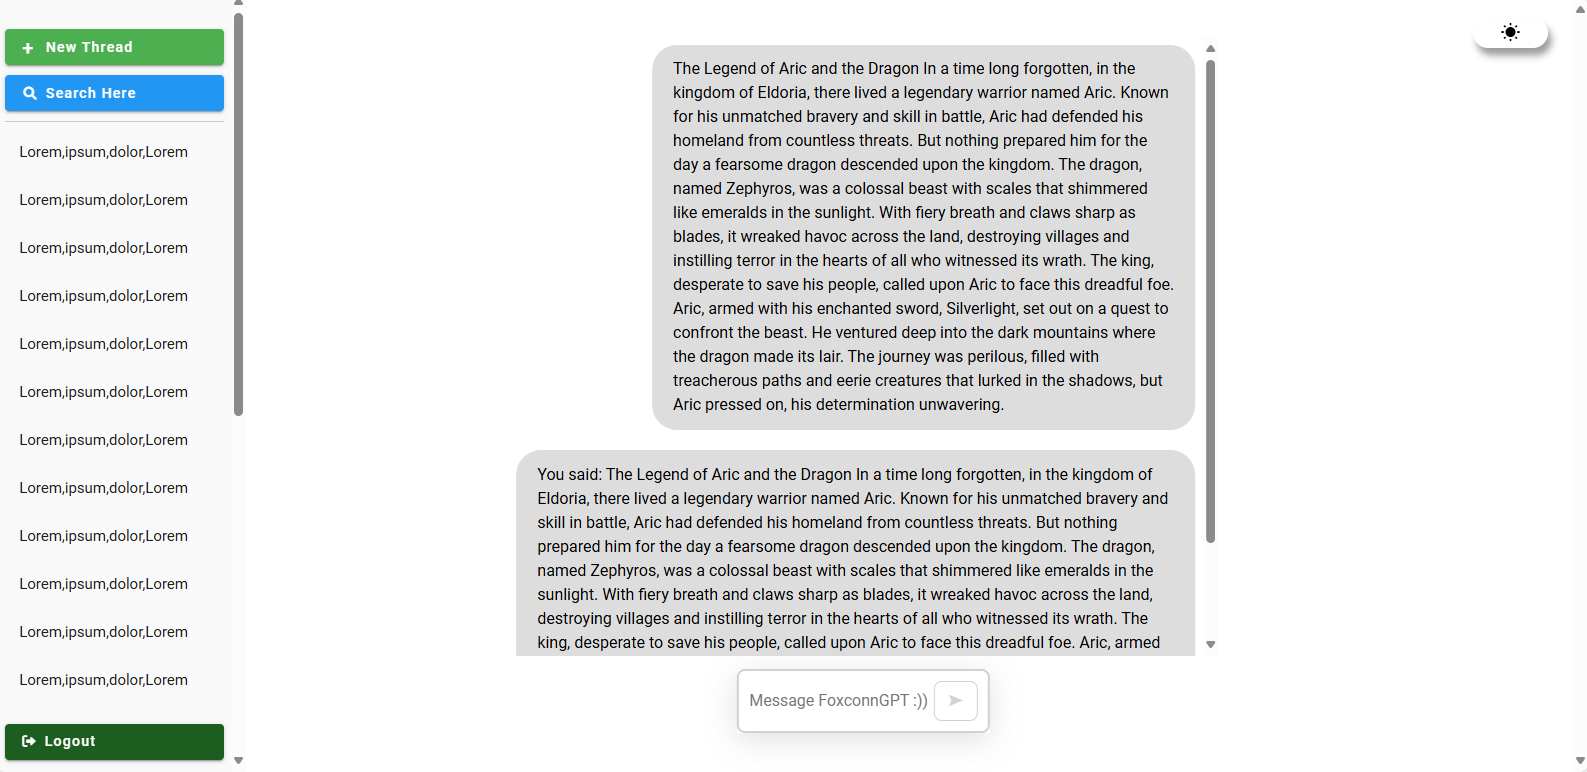 New Thread
Search Here
Lorem,ipsum,dolor,Lorem
Lorem,ipsum,dolor,Lorem
Lorem,ipsum,dolor,Lorem
Lorem,ipsum,dolor,Lorem
Lorem,ipsum,dolor,Lorem
Lorem,ipsum,dolor,Lorem
Lorem,ipsum,dolor,Lorem
Lorem,ipsum,dolor,Lorem
Lorem,ipsum,dolor,Lorem
Lorem,ipsum,dolor,Lorem
Lorem,ipsum,dolor,Lorem
Lorem,ipsum,dolor,Lorem
Logout
The Legend of Aric and the Dragon In a time long forgotten, in the
kingdom of Eldoria, there lived a legendary warrior named Aric. Known
for his unmatched bravery and skill in battle, Aric had defended his
homeland from countless threats. But nothing prepared him for the
day a fearsome dragon descended upon the kingdom. The dragon,
named Zephyros, was a colossal beast with scales that shimmered
like emeralds in the sunlight. With fiery breath and claws sharp as
blades, it wreaked havoc across the land, destroying villages and
instilling terror in the hearts of all who witnessed its wrath. The king,
desperate to save his people, called upon Aric to face this dreadful foe.
Aric, armed with his enchanted sword, Silverlight, set out on a quest to
confront the beast. He ventured deep into the dark mountains where
the dragon made its lair. The journey was perilous, filled with
treacherous paths and eerie creatures that lurked in the shadows, but
Aric pressed on, his determination unwavering.
You said: The Legend of Aric and the Dragon In a time long forgotten, in the kingdom of
Eldoria, there lived a legendary warrior named Aric. Known for his unmatched bravery and
skill in battle, Aric had defended his homeland from countless threats. But nothing
prepared him for the day a fearsome dragon descended upon the kingdom. The dragon,
named Zephyros, was a colossal beast with scales that shimmered like emeralds in the
sunlight. With fiery breath and claws sharp as blades, it wreaked havoc across the land,
destroying villages and instilling terror in the hearts of all who witnessed its wrath. The
king, desperate to save his people, called upon Aric to face this dreadful foe. Aric, armed
Message FoxconnGPT :))